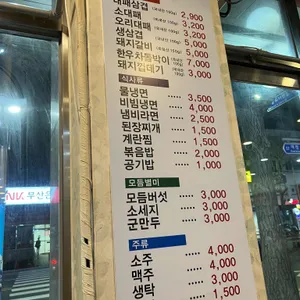 대패삼겹 2,900
소대패 3,200
오리대패 3,200
생삼겹 5,000
돼지갈비 5,000
한우차돌박이 7,000
돼지껍데기 3,000
식사류
물냉면 ..... 3,500
비빔냉면 ..... 4,000
냄비라면 ..... 2,500
된장찌개 ..... 1,500
계란찜 ..... 1,500
볶음밥 ..... 2,000
공기밥 ..... 1,000
모듬별미
모듬버섯 ..... 3,000
소세지 ..... 3,000
군만두 ..... 3,000
주류
소주 ..... 4,000
맥주 ..... 4,000
생탁 ..... 1,500